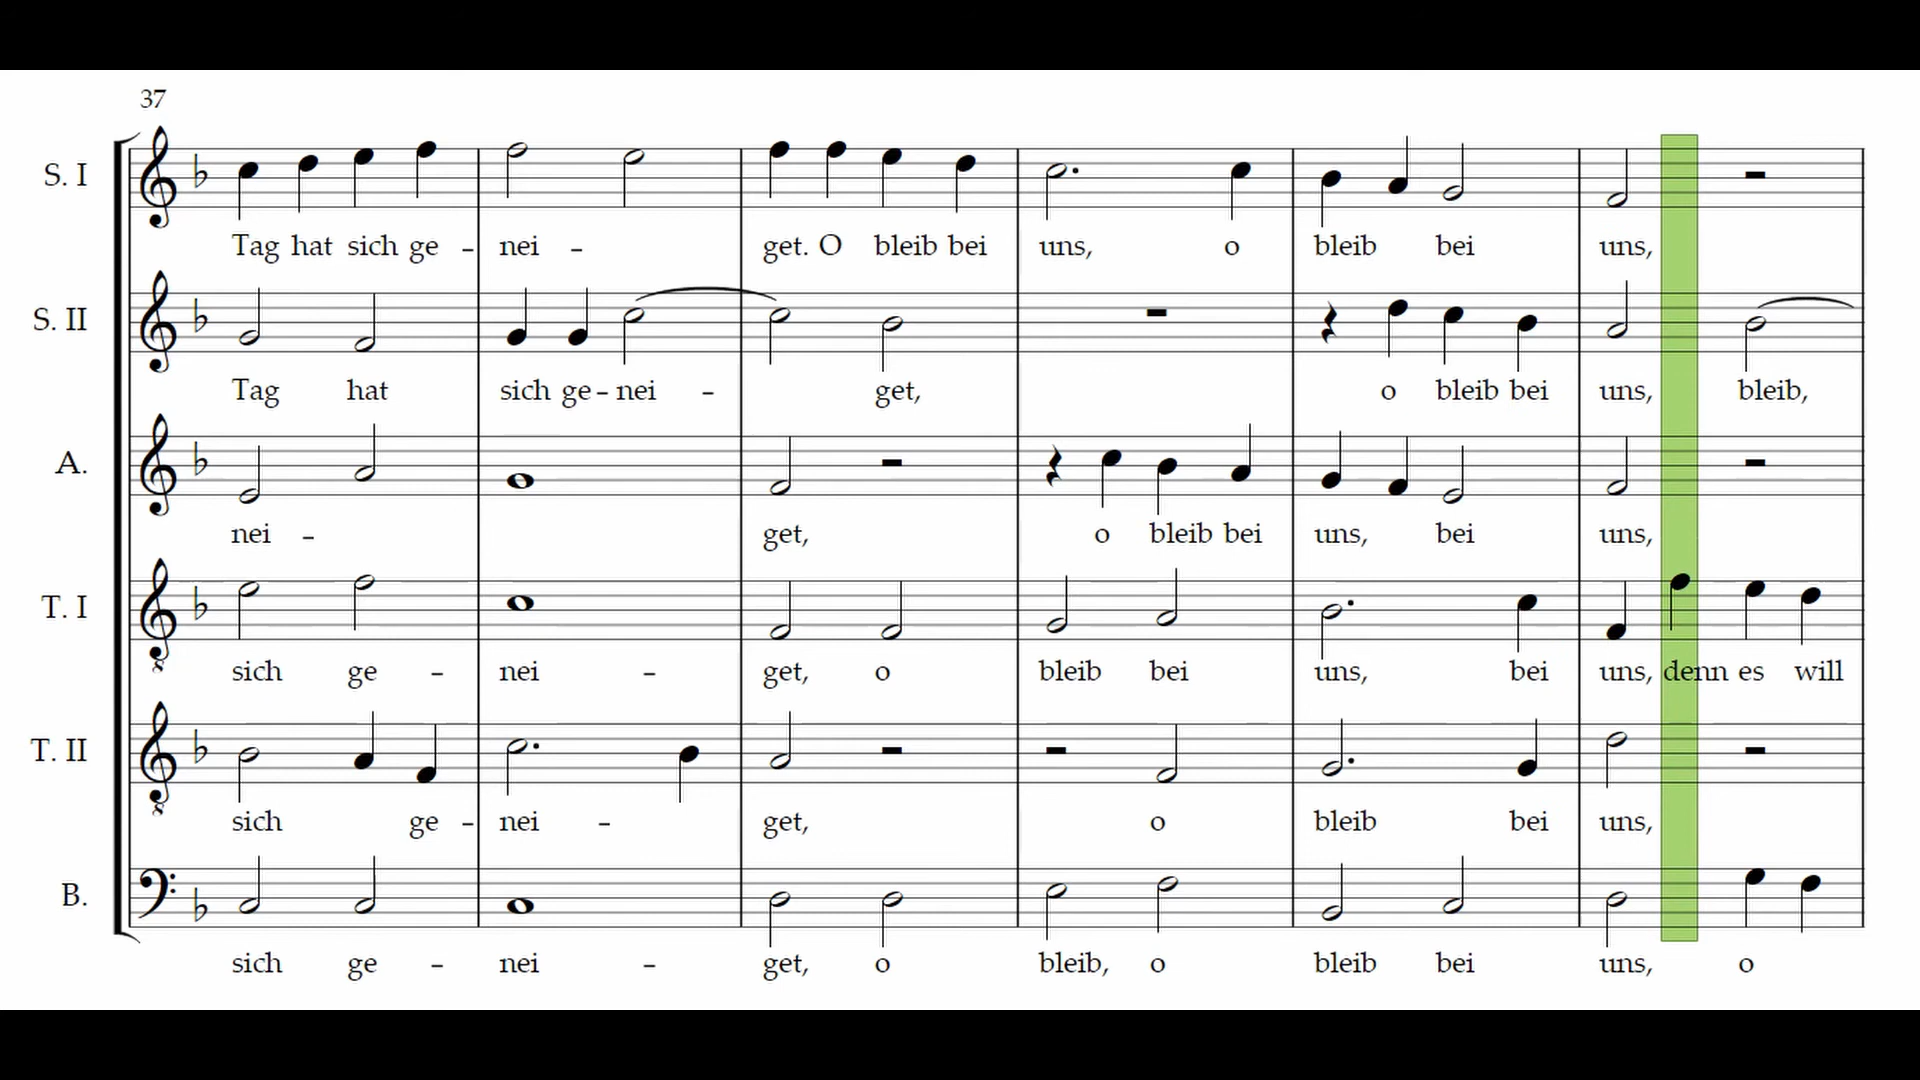 37
S. I
Tag hat sich ge - nei - get. O bleib bei uns, o bleib bei uns,
S. II
Tag hat sich ge - nei - get, o bleib bei uns, bleib,
A.
nei - get, o bleib bei uns, bei uns,
T. I
sich ge - nei - get, o bleib bei uns, bei uns, denn es will
T. II
sich ge - nei - get, o bleib bei uns,
B.
sich ge - nei - get, o bleib, o bleib bei uns, o